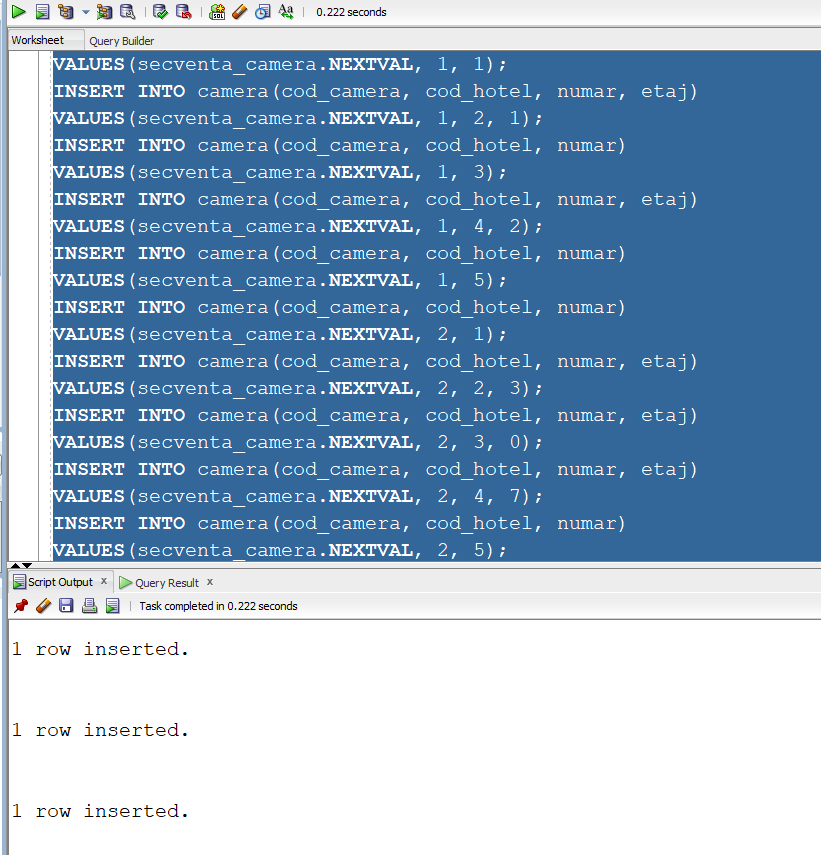 0.222 seconds
Worksheet Query Builder
VALUES(secventa_camera.NEXTVAL, 1, 1);
INSERT INTO camera(cod_camera, cod_hotel, numar, etaj)
VALUES(secventa_camera.NEXTVAL, 1, 2, 1);
INSERT INTO camera(cod_camera, cod_hotel, numar)
VALUES(secventa_camera.NEXTVAL, 1, 3);
INSERT INTO camera(cod_camera, cod_hotel, numar, etaj)
VALUES(secventa_camera.NEXTVAL, 1, 4, 2);
INSERT INTO camera(cod_camera, cod_hotel, numar)
VALUES(secventa_camera.NEXTVAL, 1, 5);
INSERT INTO camera(cod_camera, cod_hotel, numar)
VALUES(secventa_camera.NEXTVAL, 2, 1);
INSERT INTO camera(cod_camera, cod_hotel, numar, etaj)
VALUES(secventa_camera.NEXTVAL, 2, 2, 3);
INSERT INTO camera(cod_camera, cod_hotel, numar, etaj)
VALUES(secventa_camera.NEXTVAL, 2, 3, 0);
INSERT INTO camera(cod_camera, cod_hotel, numar, etaj)
VALUES(secventa_camera.NEXTVAL, 2, 4, 7);
INSERT INTO camera(cod_camera, cod_hotel, numar)
VALUES(secventa_camera.NEXTVAL, 2, 5);
Script Output x Query Result x
Task completed in 0.222 seconds
1 row inserted.
1 row inserted.
1 row inserted.